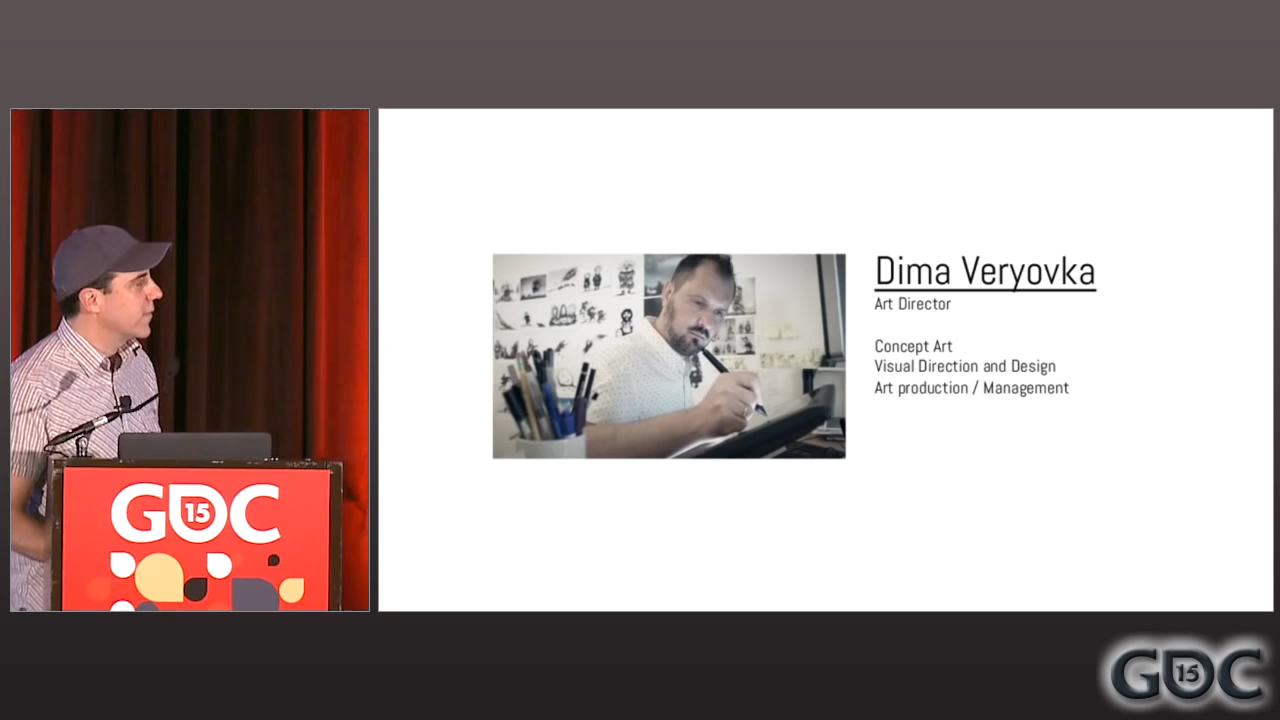 GDC
15
Dima Veryovka
Art Director
Concept Art
Visual Direction and Design
Art production / Management
GDC
15